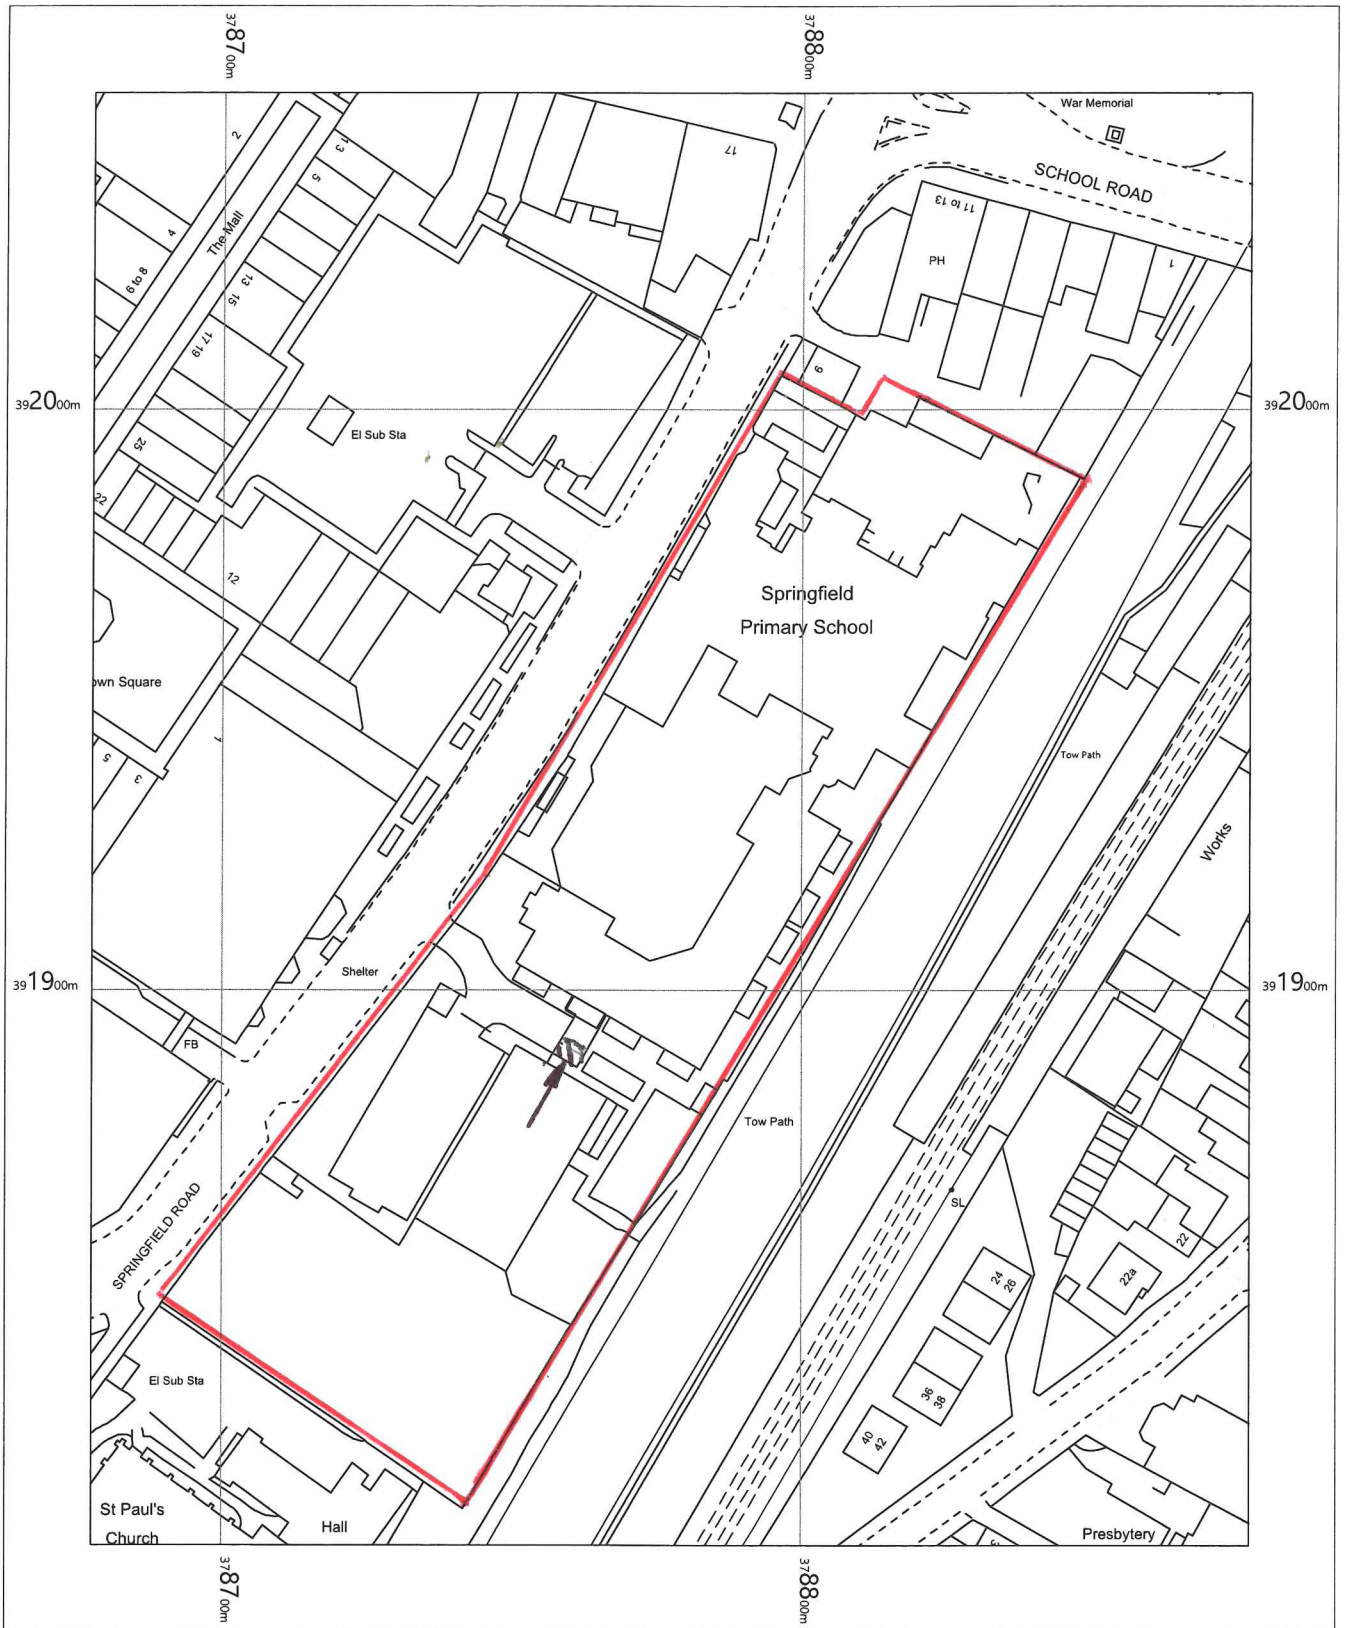 3787 00m
3788 00m
War Memorial
SCHOOL ROAD
11 to 13
PH
1
17
2
13
5
4
The Mall
9 to 8
13 15
17 19
25
22
12
9
3920 00m
3920 00m
El Sub Sta
Springfield
Primary School
own Square
1
5
3
Tow Path
Works
Shelter
3919 00m
3919 00m
FB
Tow Path
SL
SPRINGFIELD ROAD
22
22a
24
26
36
38
40
42
El Sub Sta
St Paul's
Church
Hall
Presbytery
3787 00m
3788 00m